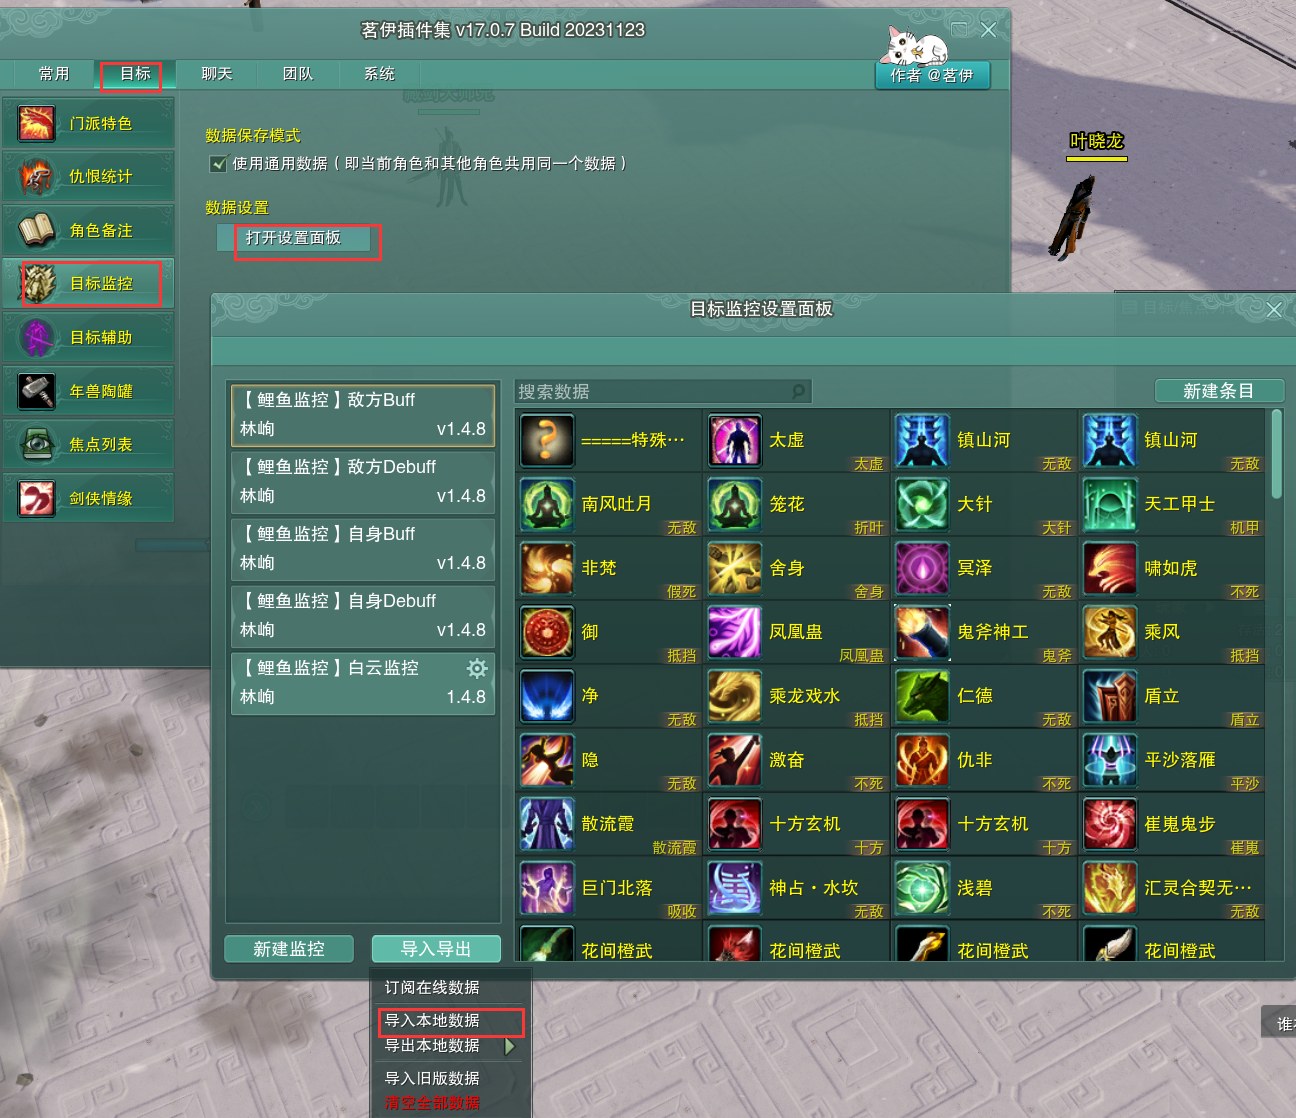 茗伊插件集 v17.0.7 Build 20231123
常用
目标
聊天
团队
系统
作者 @茗伊
门派特色
仇恨统计
角色备注
目标监控
目标辅助
年兽陶罐
焦点列表
剑侠情缘
数据保存模式
使用通用数据（即当前角色和其他角色共用同一个数据）
数据设置
打开设置面板
叶晓龙
目标监控设置面板
【鲤鱼监控】敌方Buff
林峋 v1.4.8
【鲤鱼监控】敌方Debuff
林峋 v1.4.8
【鲤鱼监控】自身Buff
林峋 v1.4.8
【鲤鱼监控】自身Debuff
林峋 v1.4.8
【鲤鱼监控】白云监控
林峋 1.4.8
新建监控
导入导出
订阅在线数据
导入本地数据
导出本地数据
导入旧版数据
清空全部数据
搜索数据
新建条目
=====特殊…
太虚
太虚
镇山河
无敌
镇山河
无敌
南风吐月
无敌
笼花
折叶
大针
大针
天工甲士
机甲
非梵
假死
舍身
舍身
冥泽
无敌
啸如虎
不死
御
抵挡
凤凰蛊
凤凰蛊
鬼斧神工
鬼斧
乘风
抵挡
净
无敌
乘龙戏水
抵挡
仁德
无敌
盾立
盾立
隐
无敌
激奋
不死
仇非
不死
平沙落雁
平沙
散流霞
散流霞
十方玄机
十方
十方玄机
十方
崔嵬鬼步
崔嵬
巨门北落
吸收
神占·水坎
无敌
浅碧
不死
汇灵合契无…
无敌
花间橙武
花间橙武
花间橙武
花间橙武